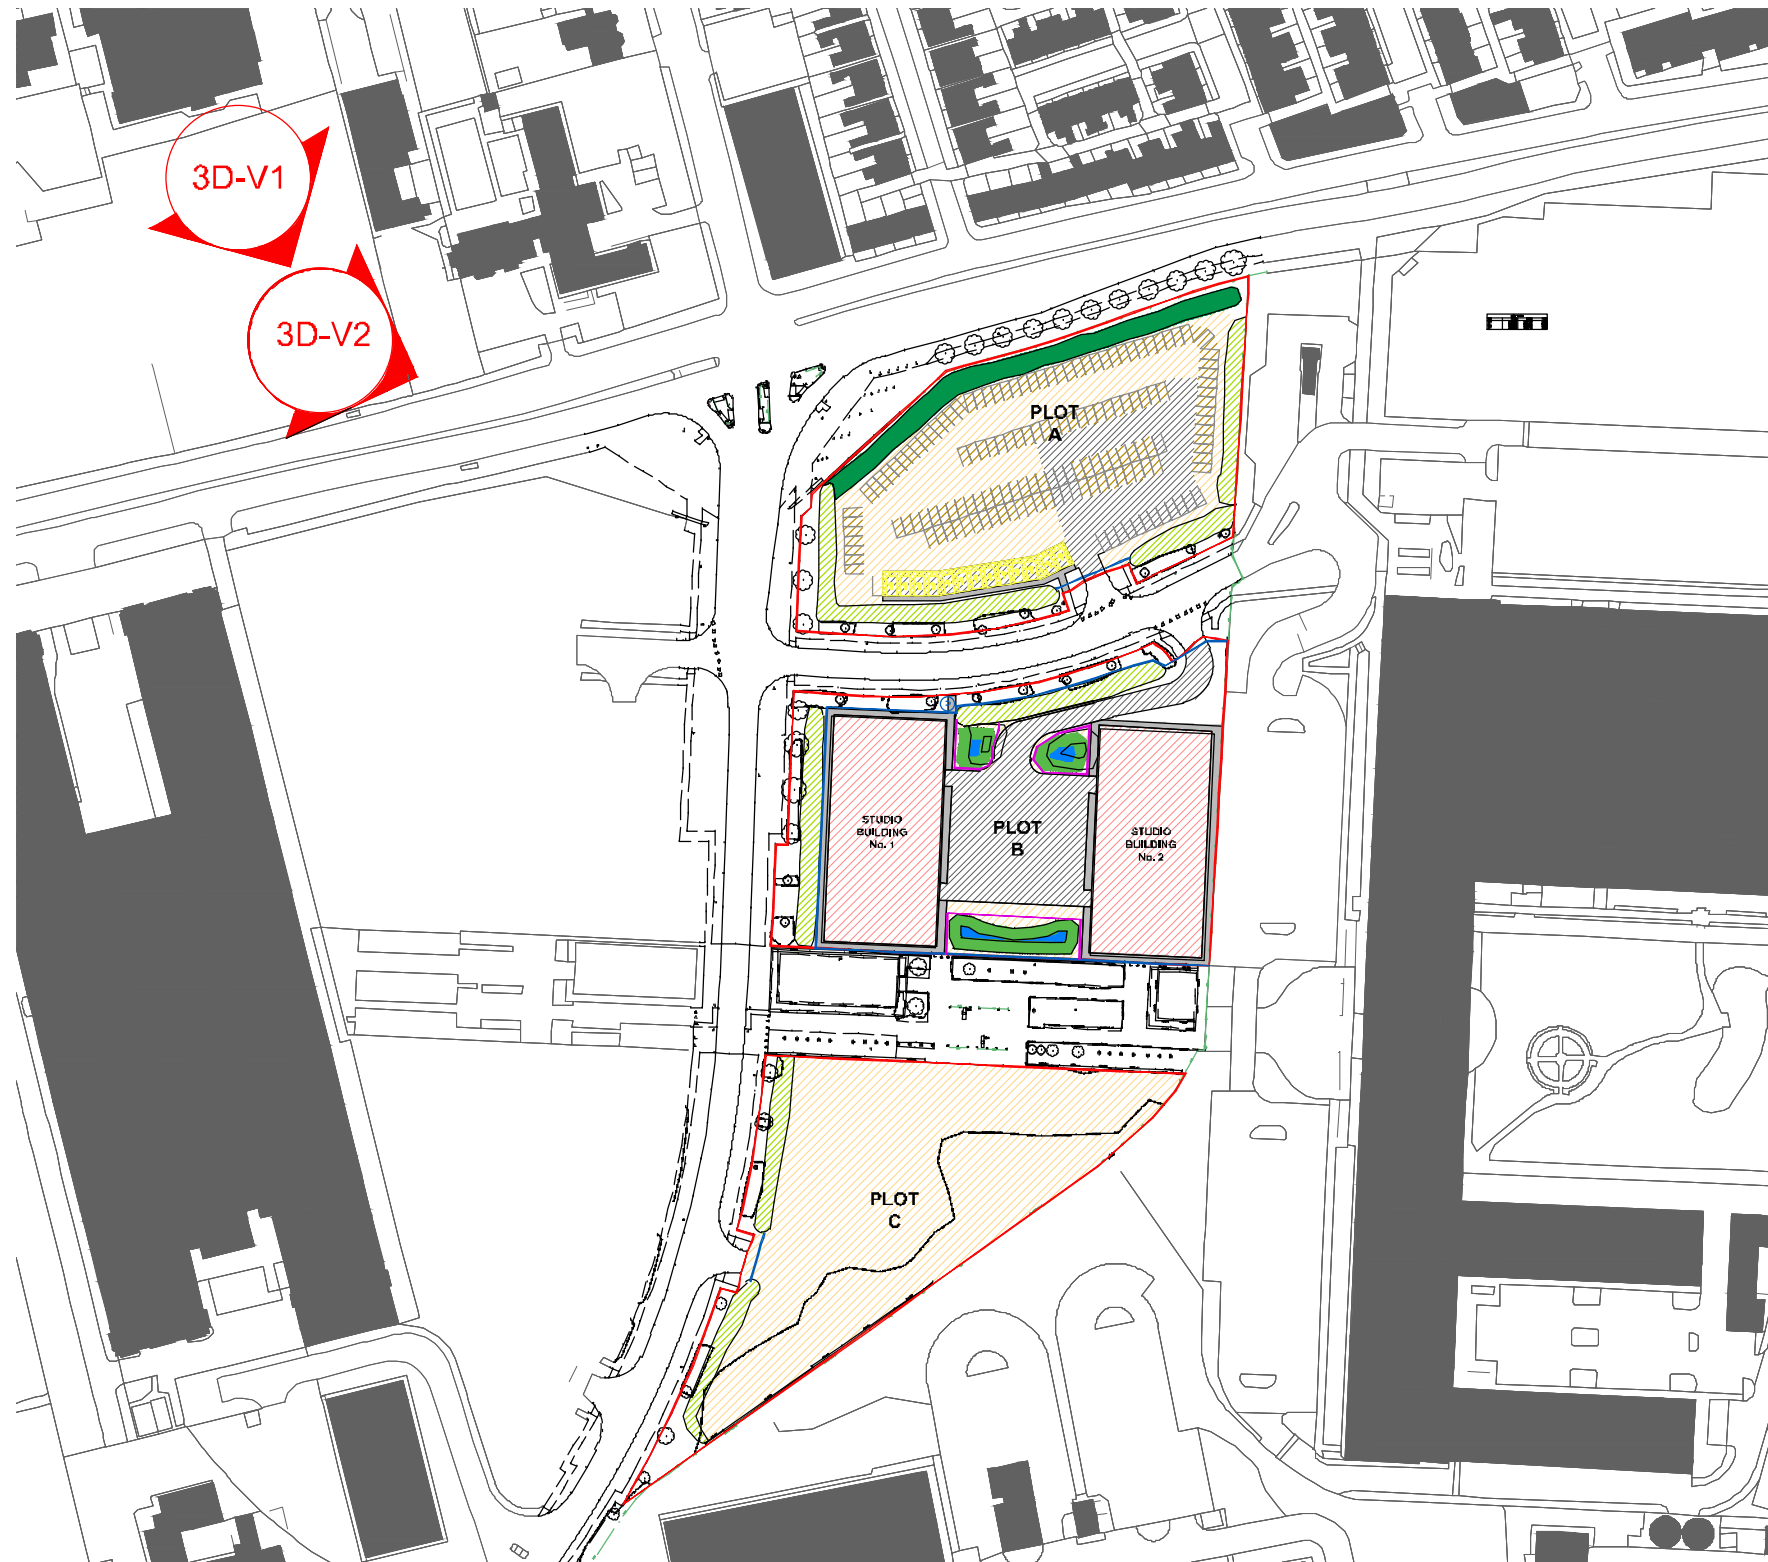 3D-V1
3D-V2
PLOT
A
STUDIO
BUILDING
No. 1
PLOT
B
STUDIO
BUILDING
No. 2
PLOT
C